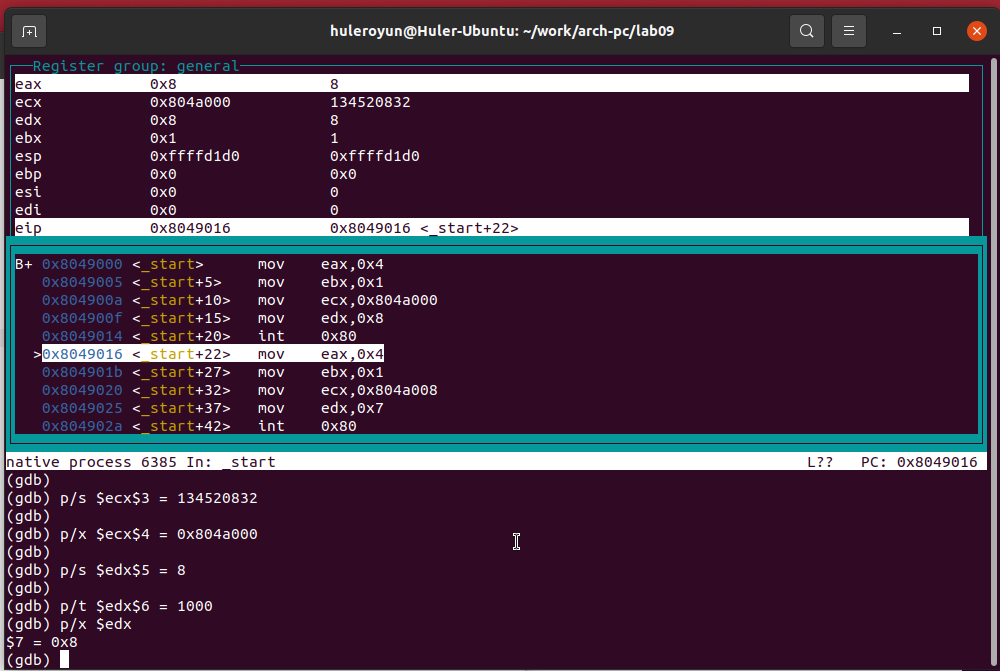 huleroyun@Huler-Ubuntu: ~/work/arch-pc/lab09
Register group: general
eax 0x8 8
ecx 0x804a000 134520832
edx 0x8 8
ebx 0x1 1
esp 0xffffd1d0 0xffffd1d0
ebp 0x0 0x0
esi 0x0 0
edi 0x0 0
eip 0x8049016 0x8049016 <_start+22>
B+ 0x8049000 <_start> mov eax,0x4
0x8049005 <_start+5> mov ebx,0x1
0x804900a <_start+10> mov ecx,0x804a000
0x804900f <_start+15> mov edx,0x8
0x8049014 <_start+20> int 0x80
>0x8049016 <_start+22> mov eax,0x4
0x804901b <_start+27> mov ebx,0x1
0x8049020 <_start+32> mov ecx,0x804a008
0x8049025 <_start+37> mov edx,0x7
0x804902a <_start+42> int 0x80
native process 6385 In: _start L?? PC: 0x8049016
(gdb)
(gdb) p/s $ecx$3 = 134520832
(gdb)
(gdb) p/x $ecx$4 = 0x804a000
(gdb)
(gdb) p/s $edx$5 = 8
(gdb)
(gdb) p/t $edx$6 = 1000
(gdb) p/x $edx
$7 = 0x8
(gdb)